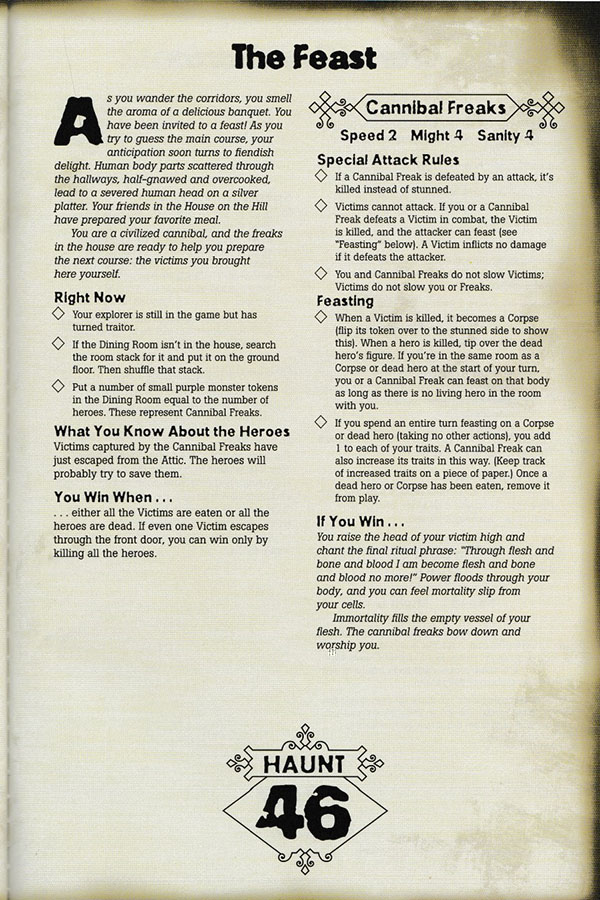 The Feast
As you wander the corridors, you smell
the aroma of a delicious banquet. You
have been invited to a feast! As you
try to guess the main course, your
anticipation soon turns to fiendish
delight. Human body parts scattered through
the hallways, half-gnawed and overcooked,
lead to a severed human head on a silver
platter. Your friends in the House on the Hill
have prepared your favorite meal.
You are a civilized cannibal, and the freaks
in the house are ready to help you prepare
the next course: the victims you brought
here yourself.
Right Now
◇ Your explorer is still in the game but has
turned traitor.
◇ If the Dining Room isn't in the house, search
the room stack for it and put it on the ground
floor. Then shuffle that stack.
◇ Put a number of small purple monster tokens
in the Dining Room equal to the number of
heroes. These represent Cannibal Freaks.
What You Know About the Heroes
Victims captured by the Cannibal Freaks have
just escaped from the Attic. The heroes will
probably try to save them.
You Win When . . .
. . . either all the Victims are eaten or all the
heroes are dead. If even one Victim escapes
through the front door, you can win only by
killing all the heroes.
Cannibal Freaks
Speed 2 Might 4 Sanity 4
Special Attack Rules
◇ If a Cannibal Freak is defeated by an attack, it's
killed instead of stunned.
◇ Victims cannot attack. If you or a Cannibal
Freak defeats a Victim in combat, the Victim
is killed, and the attacker can feast (see
"Feasting" below). A Victim inflicts no damage
if it defeats the attacker.
◇ You and Cannibal Freaks do not slow Victims;
Victims do not slow you or Freaks.
Feasting
◇ When a Victim is killed, it becomes a Corpse
(flip its token over to the stunned side to show
this). When a hero is killed, tip over the dead
hero's figure. If you're in the same room as a
Corpse or dead hero at the start of your turn,
you or a Cannibal Freak can feast on that body
as long as there is no living hero in the room
with you.
◇ If you spend an entire turn feasting on a Corpse
or dead hero (taking no other actions), you add
1 to each of your traits. A Cannibal Freak can
also increase its traits in this way. (Keep track
of increased traits on a piece of paper.) Once a
dead hero or Corpse has been eaten, remove it
from play.
If You Win . . .
You raise the head of your victim high and
chant the final ritual phrase: "Through flesh and
bone and blood I am become flesh and bone
and blood no more!" Power floods through your
body, and you can feel mortality slip from
your cells.
Immortality fills the empty vessel of your
flesh. The cannibal freaks bow down and
worship you.
HAUNT
46